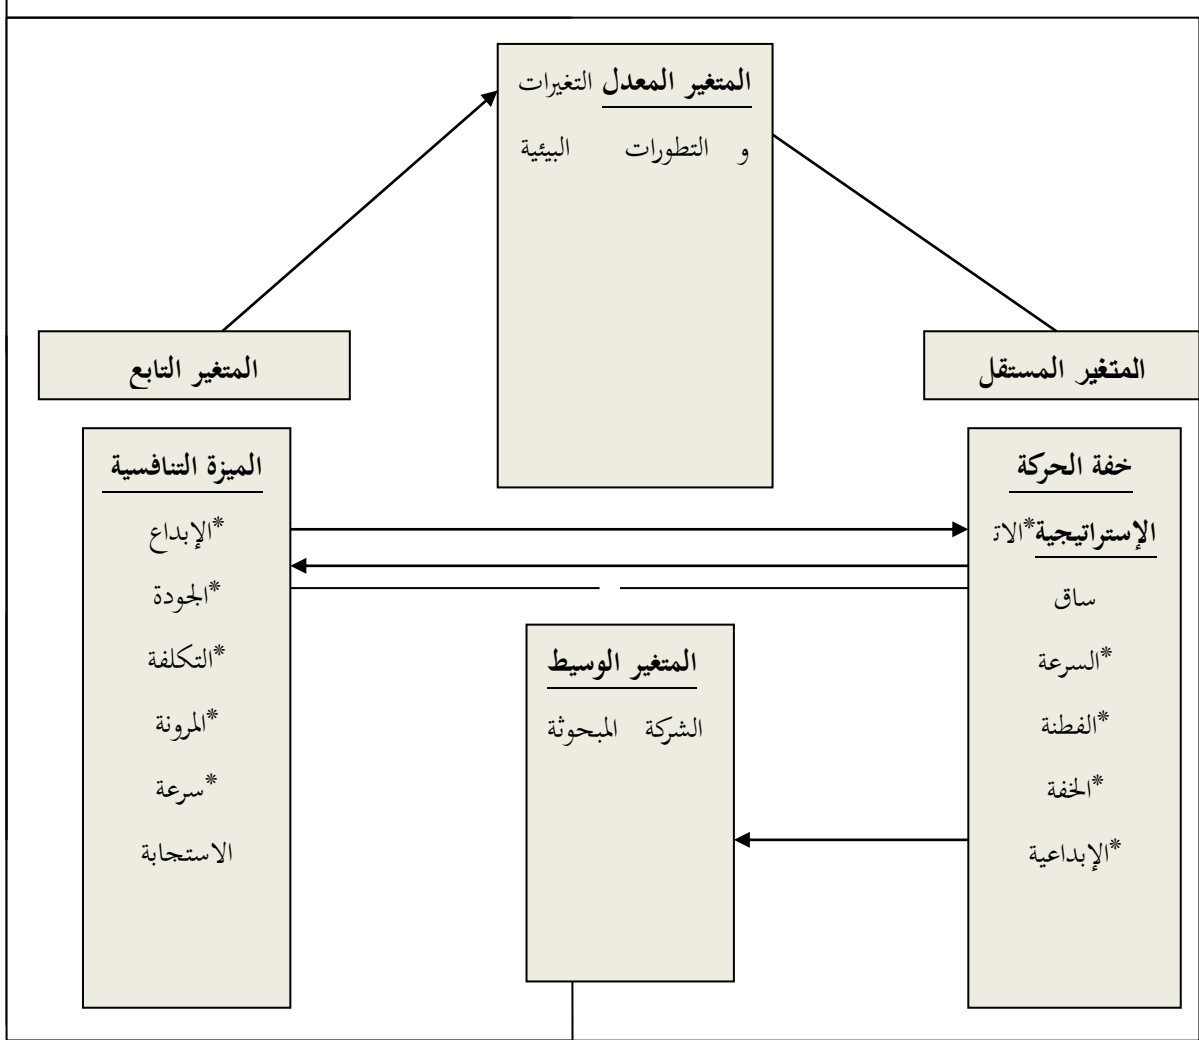 المتغير المعدل التغيرات
و التطورات البيئية
المتغير المستقل
المتغير التابع
خفة الحركة
الإستراتيجية*الات
ساق
*السرعة
*الفطنة
*الخفة
*الإبداعية
الميزة التنافسية
*الإبداع
*الجودة
*التكلفة
*المرونة
*سرعة
الاستجابة
المتغير الوسيط
الشركة المبحوثة